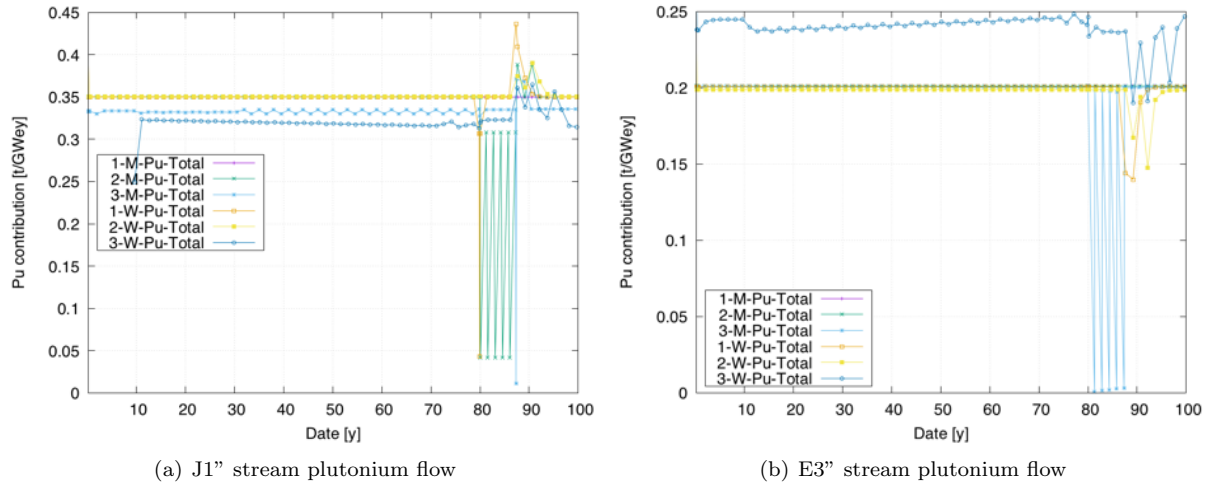 0.45
0.4
0.35
0.3
0.25
0.2
0.15
0.1
0.05
0
Pu contribution [t/GWey]
1-M-Pu-Total
2-M-Pu-Total
3-M-Pu-Total
1-W-Pu-Total
2-W-Pu-Total
3-W-Pu-Total
10 20 30 40 50 60 70 80 90 100
Date [y]
(a) J1” stream plutonium flow
0.25
0.2
0.15
0.1
0.05
0
Pu contribution [t/GWey]
1-M-Pu-Total
2-M-Pu-Total
3-M-Pu-Total
1-W-Pu-Total
2-W-Pu-Total
3-W-Pu-Total
10 20 30 40 50 60 70 80 90 100
Date [y]
(b) E3” stream plutonium flow